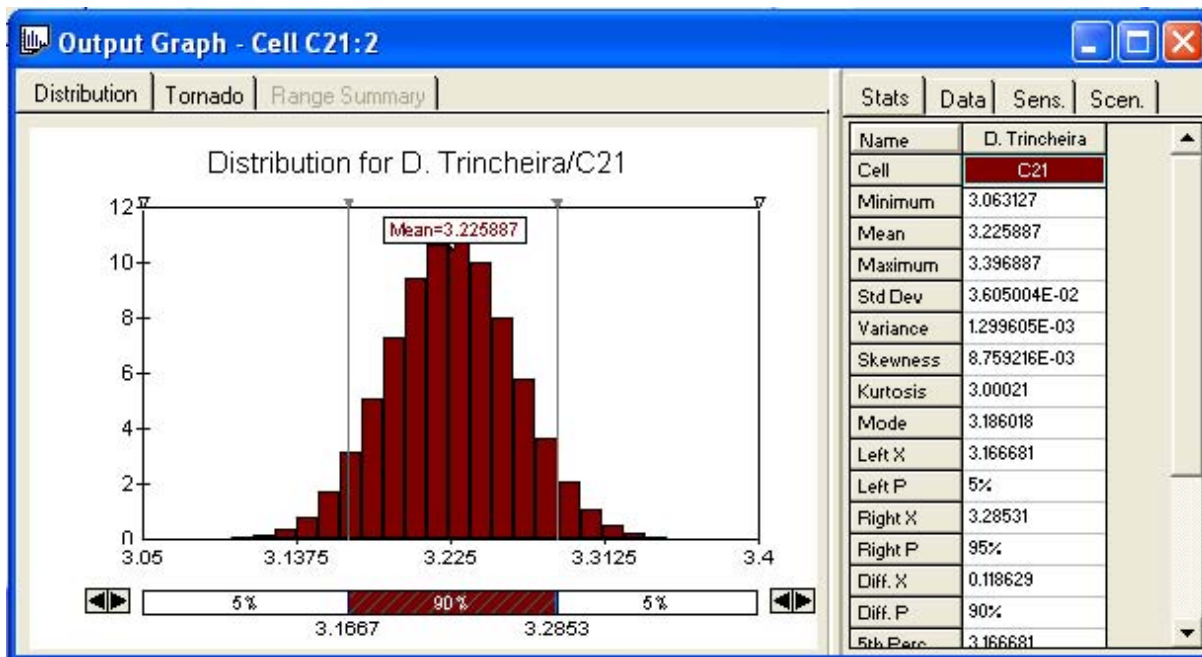 Output Graph - Cell C21:2
Distribution Tornado Range Summary
Distribution for D. Trincheira/C21
Mean=3.225887
12
10
8
6
4
2
0
3.05 3.1375 3.225 3.3125 3.4
5% 90% 5%
3.1667 3.2853
Stats Data Sens. Scen.
Name D. Trincheira
Cell C21
Minimum 3.063127
Mean 3.225887
Maximum 3.396887
Std Dev 3.605004E-02
Variance 1.299605E-03
Skewness 8.759216E-03
Kurtosis 3.00021
Mode 3.186018
Left X 3.166681
Left P 5%
Right X 3.28531
Right P 95%
Diff. X 0.118629
Diff. P 90%
5th Perc. 3.166681